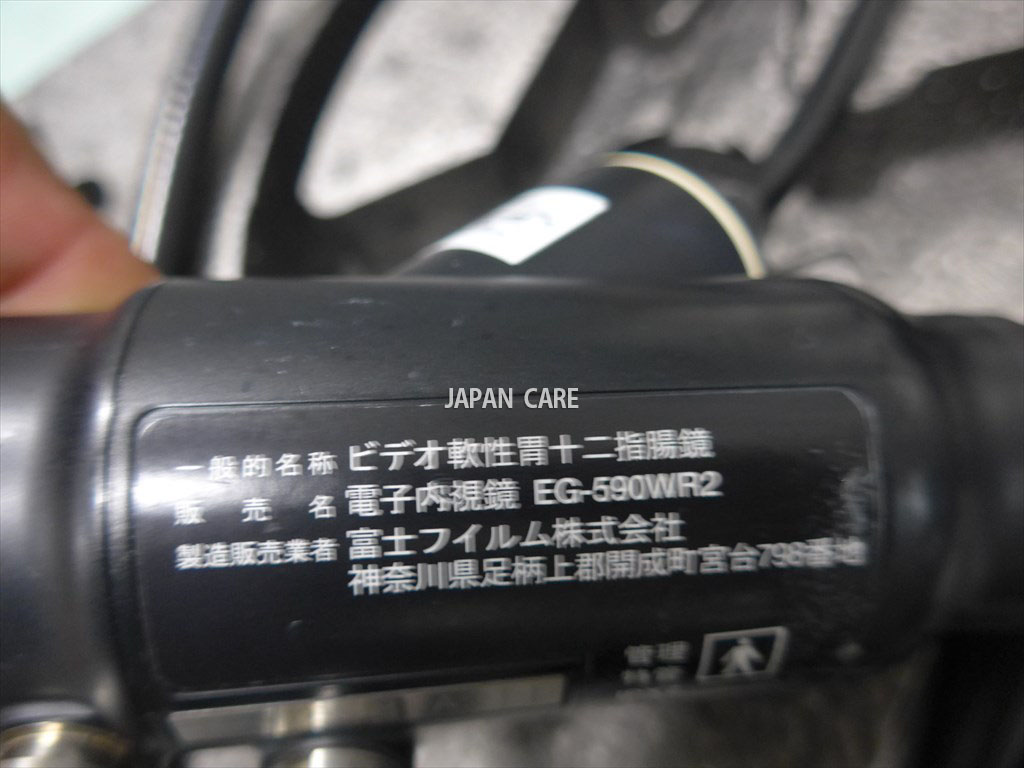 JAPAN CARE
一般的名称 ビデオ軟性胃十二指腸鏡
販売名 電子内視鏡 EG-590WR2
製造販売業者 富士フイルム株式会社
神奈川県足柄上郡開成町宮台798番地
管理